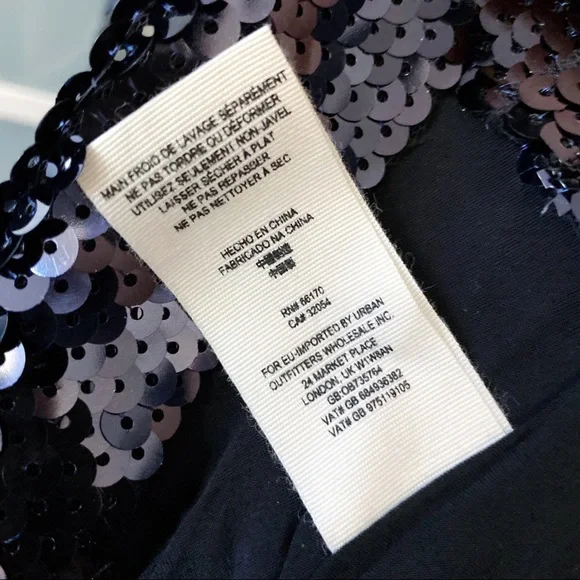 MAIN FROID DE LAVAGE SÉPARÉMENT
NE PAS TORDRE OU DÉFORMER
UTILISEZ SEULEMENT NON-JAVEL
LAISSER SÉCHER À PLAT
NE PAS REPASSER
NE PAS NETTOYER A SEC
HECHO EN CHINA
FABRICADO NA CHINA
中國製造
中国製
RN# 66170
CA# 32054
FOR EU-IMPORTED BY URBAN
OUTFITTERS WHOLESALE INC.
24 MARKET PLACE
LONDON, UK W1W8AN
GB:OB735764
VAT# GB 684936382
VAT# GB 975119105